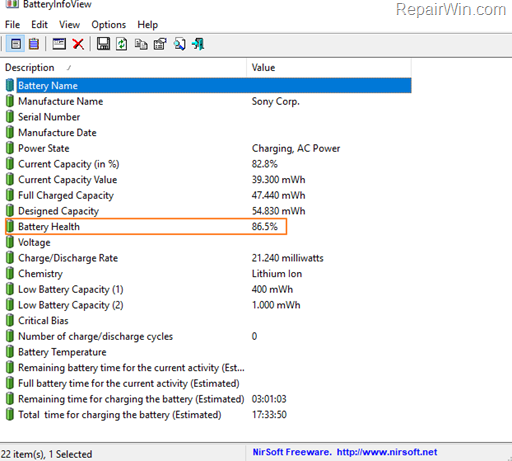 BatteryInfoView
RepairWin.com
File Edit View Options Help
Description Value
Battery Name
Manufacture Name Sony Corp.
Serial Number
Manufacture Date
Power State Charging, AC Power
Current Capacity (in %) 82.8%
Current Capacity Value 39.300 mWh
Full Charged Capacity 47.440 mWh
Designed Capacity 54.830 mWh
Battery Health 86.5%
Voltage
Charge/Discharge Rate 21.240 milliwatts
Chemistry Lithium Ion
Low Battery Capacity (1) 400 mWh
Low Battery Capacity (2) 1.000 mWh
Critical Bias
Number of charge/discharge cycles 0
Battery Temperature
Remaining battery time for the current activity (Est...
Full battery time for the current activity (Estimated)
Remaining time for charging the battery (Estimated) 03:01:03
Total time for charging the battery (Estimated) 17:33:50
22 item(s), 1 Selected NirSoft Freeware. http://www.nirsoft.net